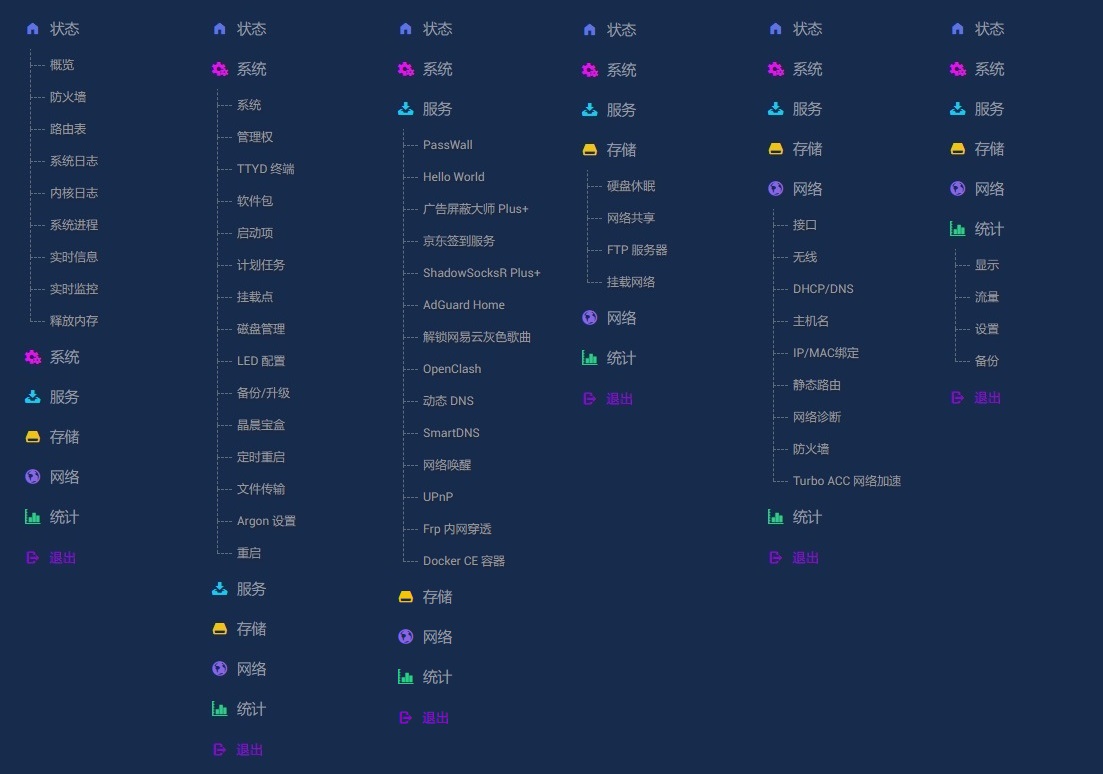 状态
概览
防火墙
路由表
系统日志
内核日志
系统进程
实时信息
实时监控
释放内存
系统
服务
存储
网络
统计
退出
状态
系统
系统
管理权
TTYD 终端
软件包
启动项
计划任务
挂载点
磁盘管理
LED 配置
备份/升级
晶晨宝盒
定时重启
文件传输
Argon 设置
重启
服务
存储
网络
统计
退出
状态
系统
服务
PassWall
Hello World
广告屏蔽大师 Plus+
京东签到服务
ShadowSocksR Plus+
AdGuard Home
解锁网易云灰色歌曲
OpenClash
动态 DNS
SmartDNS
网络唤醒
UPnP
Frp 内网穿透
Docker CE 容器
存储
网络
统计
退出
状态
系统
服务
存储
硬盘休眠
网络共享
FTP 服务器
挂载网络
网络
统计
退出
状态
系统
服务
存储
网络
接口
无线
DHCP/DNS
主机名
IP/MAC绑定
静态路由
网络诊断
防火墙
Turbo ACC 网络加速
统计
退出
状态
系统
服务
存储
网络
统计
显示
流量
设置
备份
退出